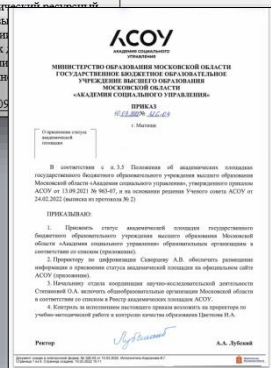 АСОУ
АКАДЕМИЯ СОЦИАЛЬНОГО
УПРАВЛЕНИЯ
МИНИСТЕРСТВО ОБРАЗОВАНИЯ МОСКОВСКОЙ ОБЛАСТИ
ГОСУДАРСТВЕННОЕ БЮДЖЕТНОЕ ОБРАЗОВАТЕЛЬНОЕ
УЧРЕЖДЕНИЕ ВЫСШЕГО ОБРАЗОВАНИЯ
МОСКОВСКОЙ ОБЛАСТИ
«АКАДЕМИЯ СОЦИАЛЬНОГО УПРАВЛЕНИЯ»
ПРИКАЗ
г. Мытищи
О присвоении статуса
академической
площадки
В соответствии с п.3.5 Положения об академических площадках
государственного бюджетного образовательного учреждения высшего образования
Московской области «Академия социального управления», утвержденного приказом
АСОУ от 13.09.2021 № 963-07, и на основании решения Ученого совета АСОУ от
24.02.2022 (выписка из протокола № 2)
ПРИКАЗЫВАЮ:
1. Присвоить статус академической площадки государственного
бюджетного образовательного учреждения высшего образования Московской
области «Академия социального управления» образовательным организациям в
соответствии со списком (приложение).
2. Проректору по цифровизации Скворцову А.В. обеспечить размещение
информации о присвоении статуса академической площадки на официальном сайте
АСОУ (приложение).
3. Начальнику отдела координации научно-исследовательской деятельности
Степановой О.А. включить общеобразовательные организации Московской области
в соответствии со списком в Реестр академических площадок АСОУ.
4. Контроль за исполнением настоящего приказа возложить на проректора по
учебно-методической работе и контролю качества образования Цветкова Н.А.
Ректор
А.А. Лубский